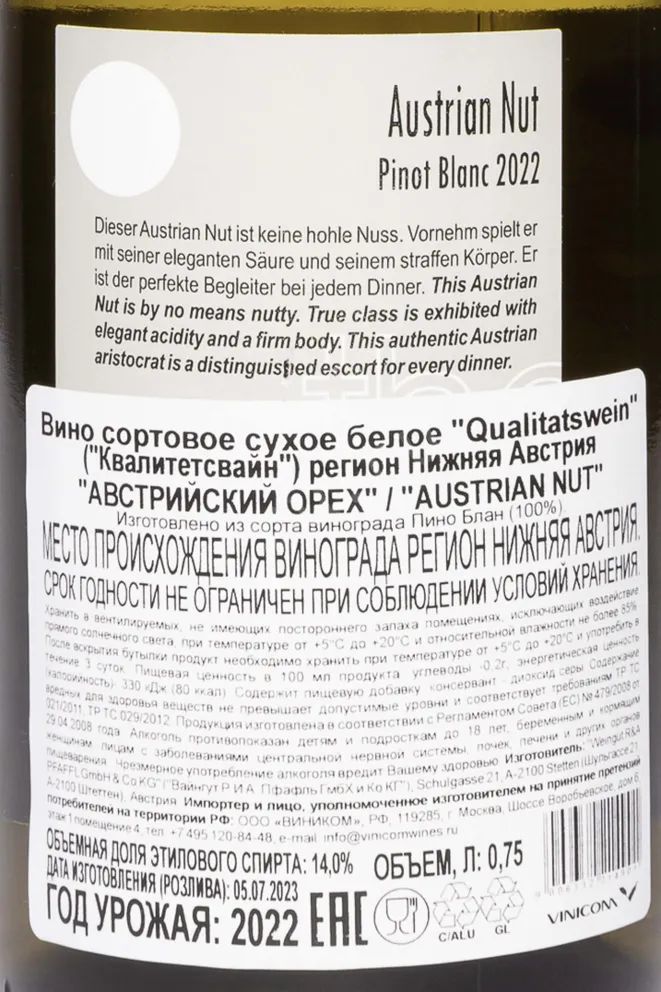 Austrian Nut
Pinot Blanc 2022
Dieser Austrian Nut ist keine hohle Nuss. Vornehm spielt er
mit seiner eleganten Säure und seinem straffen Körper. Er
ist der perfekte Begleiter bei jedem Dinner. This Austrian
Nut is by no means nutty. True class is exhibited with
elegant acidity and a firm body. This authentic Austrian
aristocrat is a distinguished escort for every dinner.
Вино сортовое сухое белое "Qualitatswein"
("Квалитетсвайн") регион Нижняя Австрия
"АВСТРИЙСКИЙ ОРЕХ" / "AUSTRIAN NUT"
Изготовлено из сорта винограда Пино Блан (100%).
МЕСТО ПРОИСХОЖДЕНИЯ ВИНОГРАДА РЕГИОН НИЖНЯЯ АВСТРИЯ.
СРОК ГОДНОСТИ НЕ ОГРАНИЧЕН ПРИ СОБЛЮДЕНИИ УСЛОВИЙ ХРАНЕНИЯ.
Хранить в вентилируемых, не имеющих постороннего запаха помещениях, исключающих воздействие
прямого солнечного света, при температуре от +5°C до +20°C и относительной влажности не более 85%.
После вскрытия бутылки продукт необходимо хранить при температуре от +5°C до +20°C и употребить в
течение 3 суток. Пищевая ценность в 100 мл продукта углеводы -0,2г, энергетическая ценность
(калорийность): 330 кДж (80 ккал). Содержит пищевую добавку консервант - диоксид серы. Содержание
вредных для здоровья веществ не превышает допустимые уровни и соответствует требованиям ТР ТС
021/2011, ТР ТС 029/2012. Продукция изготовлена в соответствии с Регламентом Совета (ЕС) № 479/2008 от
29.04.2008 года. Алкоголь противопоказан детям и подросткам до 18 лет, беременным и кормящим
женщинам, лицам с заболеваниями центральной нервной системы, почек, печени и других органов
пищеварения. Чрезмерное употребление алкоголя вредит Вашему здоровью. Изготовитель: "Weingut R&A
PFAFFL GmbH & Co KG" ("Вайнгут Р И А Пфаффль ГмбХ и Ко КГ"), Schulgasse 21, A-2100 Stetten (Шульгассе 21,
А-2100 Штеттен), Австрия. Импортер и лицо, уполномоченное изготовителем на принятие претензий
потребителей на территории РФ: ООО «ВИНИКОМ», РФ, 119285, г. Москва, Шоссе Воробьевское, дом 6,
этаж 1 помещение 4, тел. +7 495 120-84-48, e-mail: info@vinicomwines.ru
ОБЪЕМНАЯ ДОЛЯ ЭТИЛОВОГО СПИРТА: 14,0% ОБЪЕМ, Л: 0,75
ДАТА ИЗГОТОВЛЕНИЯ (РОЗЛИВА): 05.07.2023
ГОД УРОЖАЯ: 2022 EAC
C/ALU GL
VINICOM